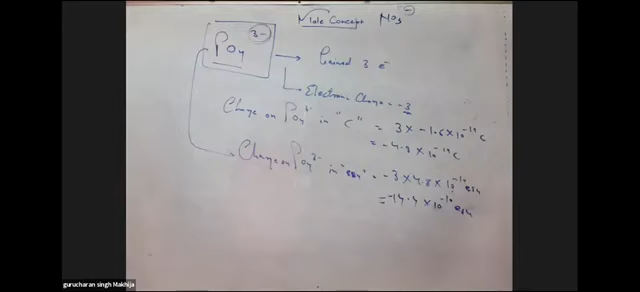 Mole Concept NO3 -
PO4 3-
Gained 3 e
Electronic Charge = -3
Charge on PO4 3- in "C" = 3 x -1.6 x 10^-19 C
= -4.8 x 10^-19 C
Charge on PO4 3- in "esu" = -3 x 4.8 x 10^-10 esu
= -14.4 x 10^-10 esu
gurucharan singh Makhija